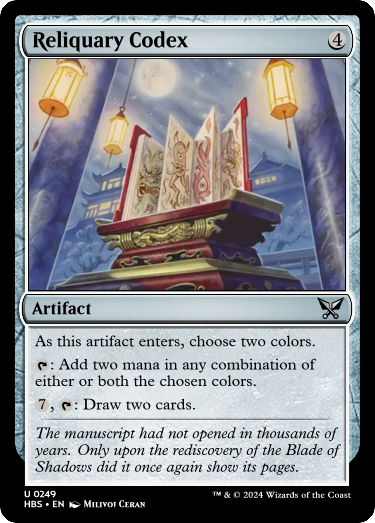 Reliquary Codex
4
Artifact
As this artifact enters, choose two colors.
: Add two mana in any combination of
either or both the chosen colors.
7, : Draw two cards.
The manuscript had not opened in thousands of
years. Only upon the rediscovery of the Blade of
Shadows did it once again show its pages.
U 0249
HBS • EN Milivoj Ceran
™ & © 2024 Wizards of the Coast